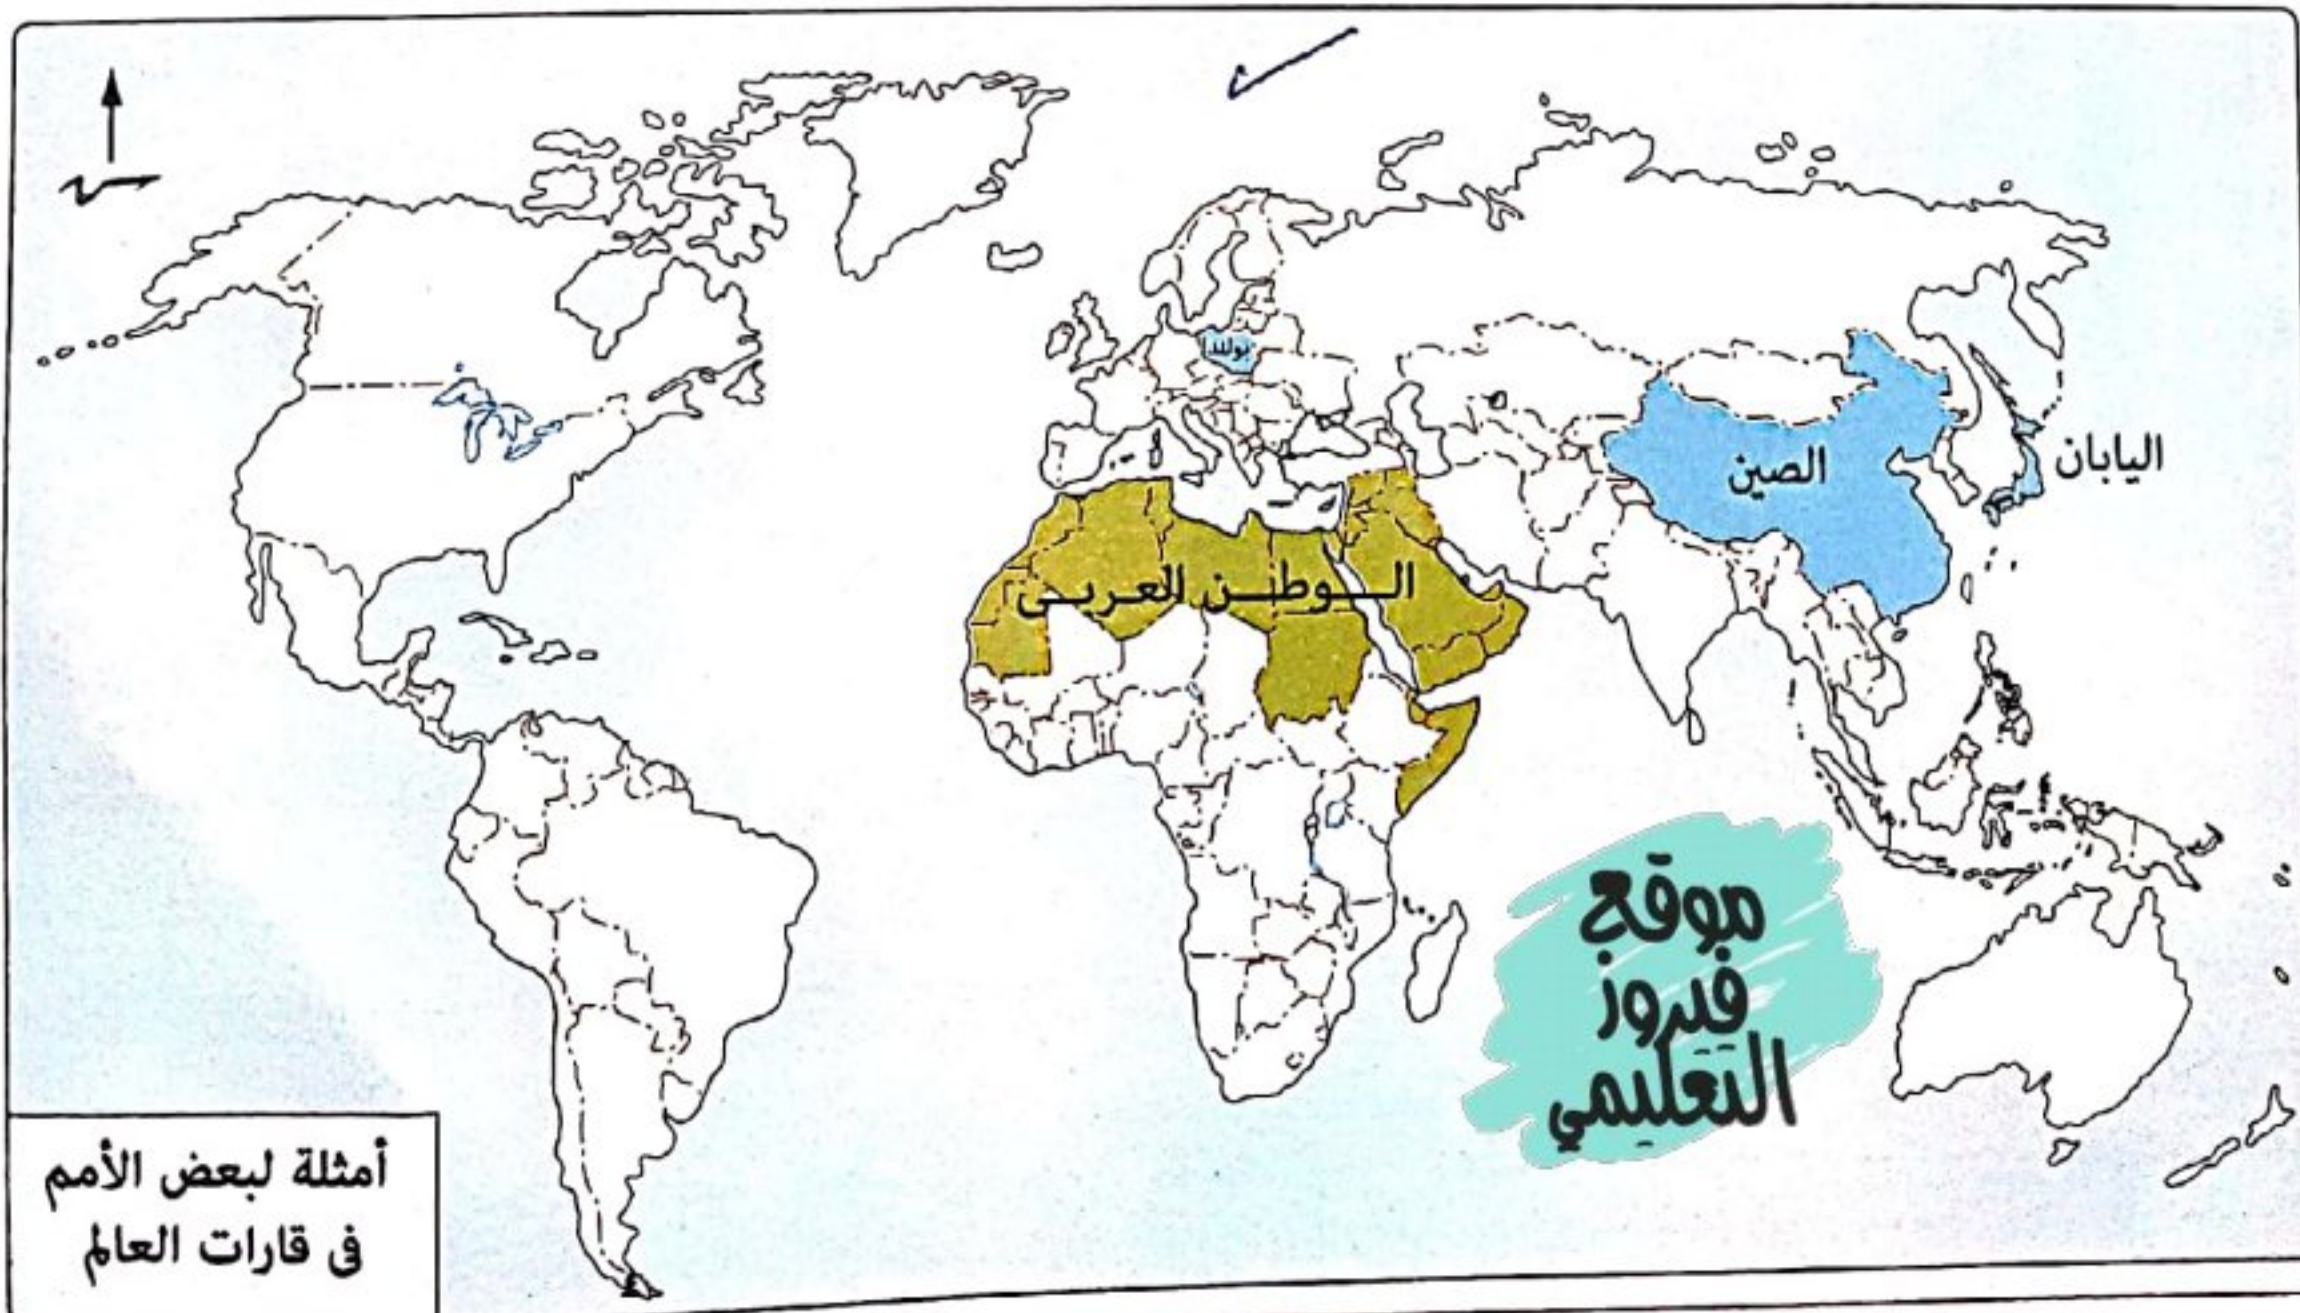 بولندا
الصين
اليابان
الوطن العربى
موقع
فيروز
التعليمي
أمثلة لبعض الأمم
فى قارات العالم